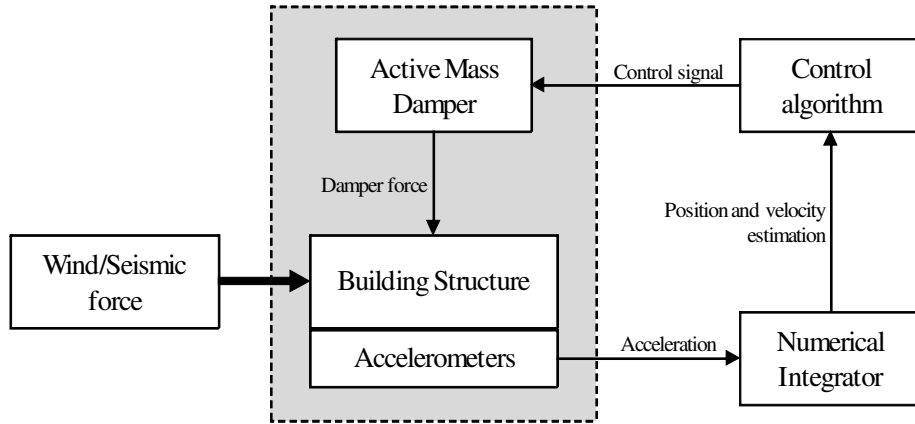 Active Mass
Damper
Control signal
Control
algorithm
Damper force
Position and velocity
estimation
Wind/Seismic
force
Building Structure
Accelerometers
Acceleration
Numerical
Integrator